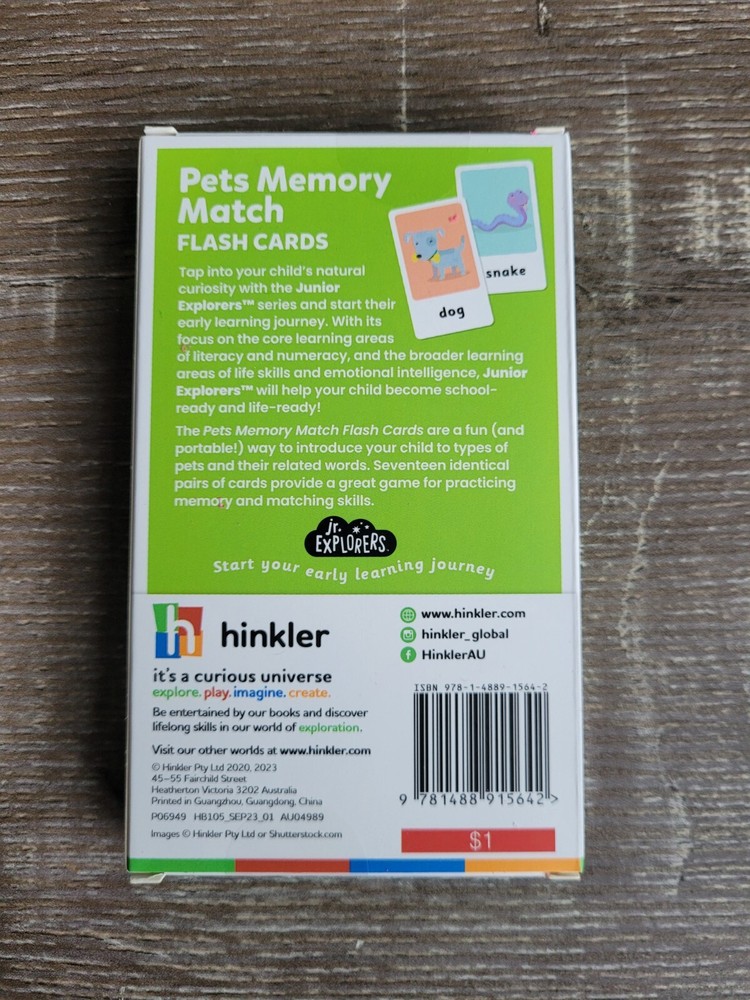 Pets Memory
Match
FLASH CARDS
snake
dog
Tap into your child's natural
curiosity with the Junior
Explorers™ series and start their
early learning journey. With its
focus on the core learning areas
of literacy and numeracy, and the broader learning
areas of life skills and emotional intelligence, Junior
Explorers™ will help your child become school-
ready and life-ready!
The Pets Memory Match Flash Cards are a fun (and
portable!) way to introduce your child to types of
pets and their related words. Seventeen identical
pairs of cards provide a great game for practicing
memory and matching skills.
jr.
EXPLORERS
Start your early learning journey
h hinkler
it's a curious universe
explore. play. imagine. create.
Be entertained by our books and discover
lifelong skills in our world of exploration.
Visit our other worlds at www.hinkler.com
© Hinkler Pty Ltd 2020, 2023
45–55 Fairchild Street
Heatherton Victoria 3202 Australia
Printed in Guangzhou, Guangdong, China
P06949 HB105_SEP23_01 AU04989
Images © Hinkler Pty Ltd or Shutterstock.com
www.hinkler.com
hinkler_global
HinklerAU
ISBN 978-1-4889-1564-2
9 781488 915642 >
$1